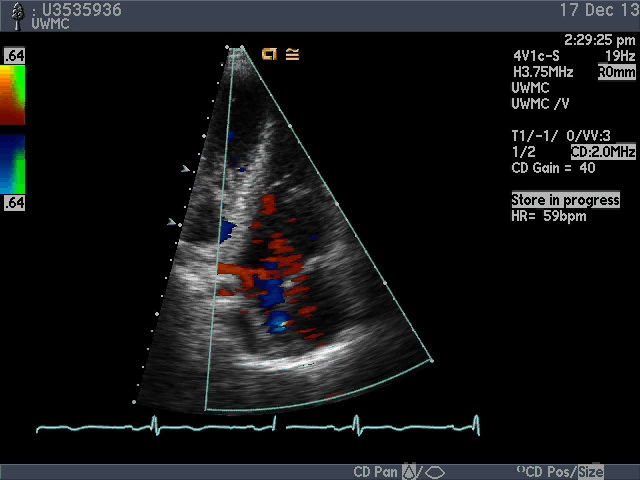 : U3535936 17 Dec 13
UWMC
2:29:25 pm
.64
4V1c-S 19Hz
H3.75MHz R0mm
UWMC
UWMC /V
T1/-1/ 0/VV:3
1/2 CD:2.0MHz
CD Gain = 40
.64
Store in progress
HR= 59bpm
CD Pan CD Pos/Size